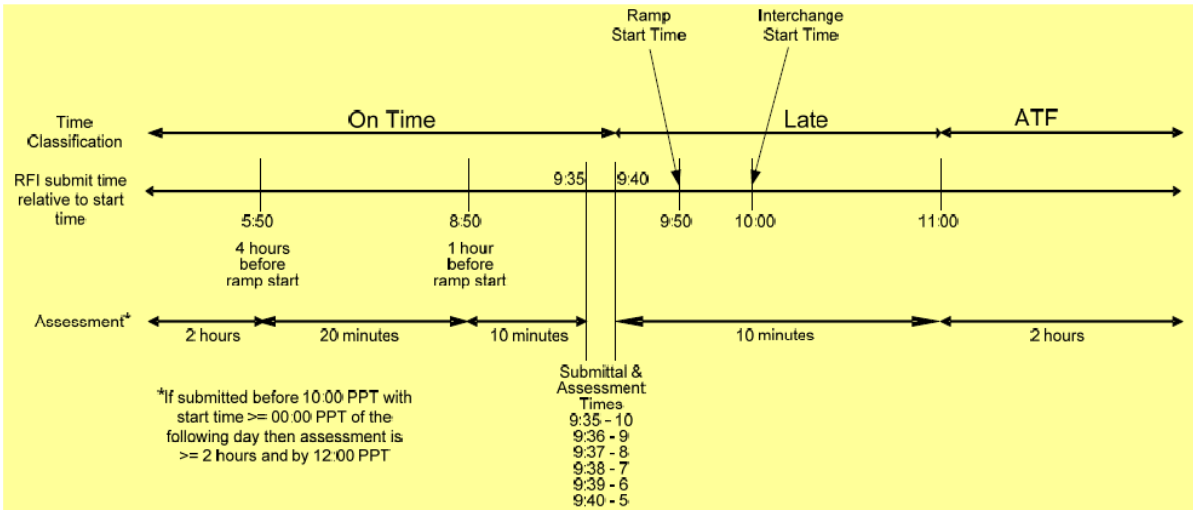 Ramp
Start Time
Interchange
Start Time
Time
Classification
On Time
Late
ATF
RFI submit time
relative to start
time
9:35
9:40
5:50
8:50
9:50
10:00
11:00
4 hours
before
ramp start
1 hour
before
ramp start
Assessment*
2 hours
20 minutes
10 minutes
10 minutes
2 hours
*If submitted before 10:00 PPT with
start time >= 00:00 PPT of the
following day then assessment is
>= 2 hours and by 12:00 PPT
Submittal &
Assessment
Times
9:35 - 10
9:36 - 9
9:37 - 8
9:38 - 7
9:39 - 6
9:40 - 5